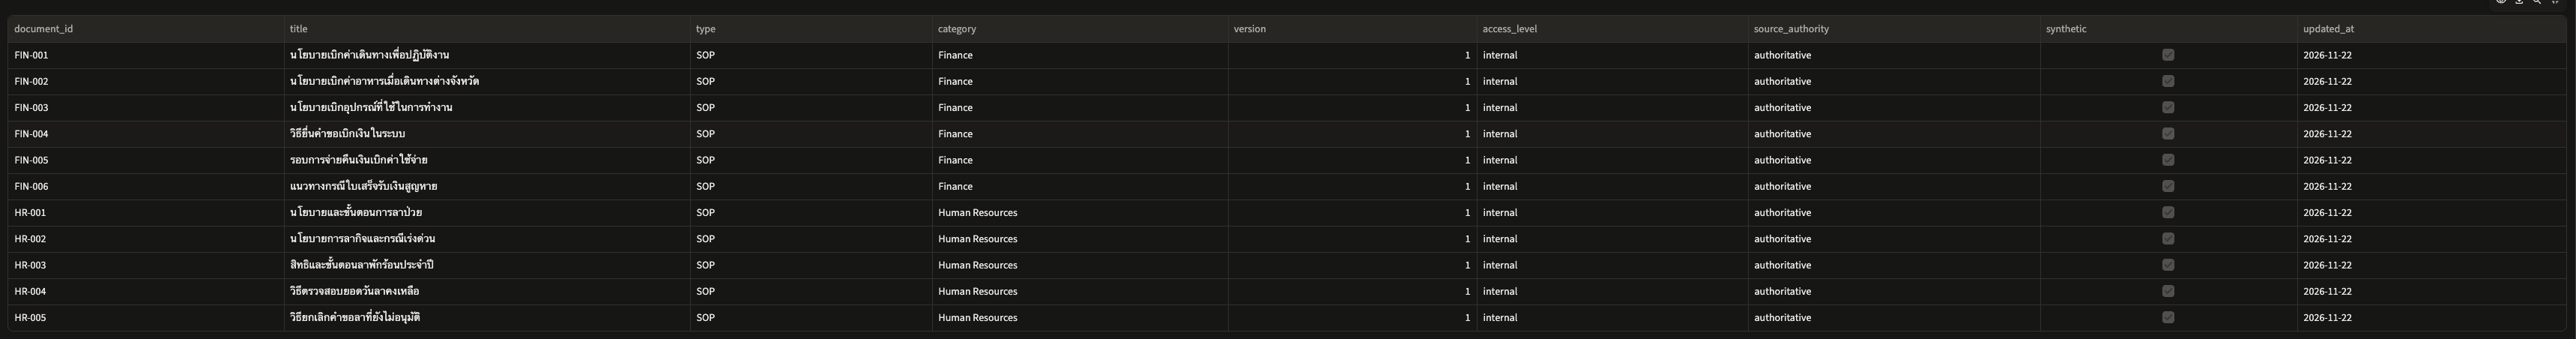 document_id title type category version access_level source_authority synthetic updated_at
FIN-001 นโยบายเบิกค่าเดินทางเพื่อปฏิบัติงาน SOP Finance 1 internal authoritative 2026-11-22
FIN-002 นโยบายเบิกค่าอาหารเมื่อเดินทางต่างจังหวัด SOP Finance 1 internal authoritative 2026-11-22
FIN-003 นโยบายเบิกอุปกรณ์ที่ใช้ในการทำงาน SOP Finance 1 internal authoritative 2026-11-22
FIN-004 วิธียื่นคำขอเบิกเงินในระบบ SOP Finance 1 internal authoritative 2026-11-22
FIN-005 รอบการจ่ายคืนเงินเบิกค่าใช้จ่าย SOP Finance 1 internal authoritative 2026-11-22
FIN-006 แนวทางกรณีใบเสร็จรับเงินสูญหาย SOP Finance 1 internal authoritative 2026-11-22
HR-001 นโยบายและขั้นตอนการลาป่วย SOP Human Resources 1 internal authoritative 2026-11-22
HR-002 นโยบายการลากิจและกรณีเร่งด่วน SOP Human Resources 1 internal authoritative 2026-11-22
HR-003 สิทธิและขั้นตอนลาพักร้อนประจำปี SOP Human Resources 1 internal authoritative 2026-11-22
HR-004 วิธีตรวจสอบยอดวันลาคงเหลือ SOP Human Resources 1 internal authoritative 2026-11-22
HR-005 วิธียกเลิกคำขอลาที่ยังไม่อนุมัติ SOP Human Resources 1 internal authoritative 2026-11-22